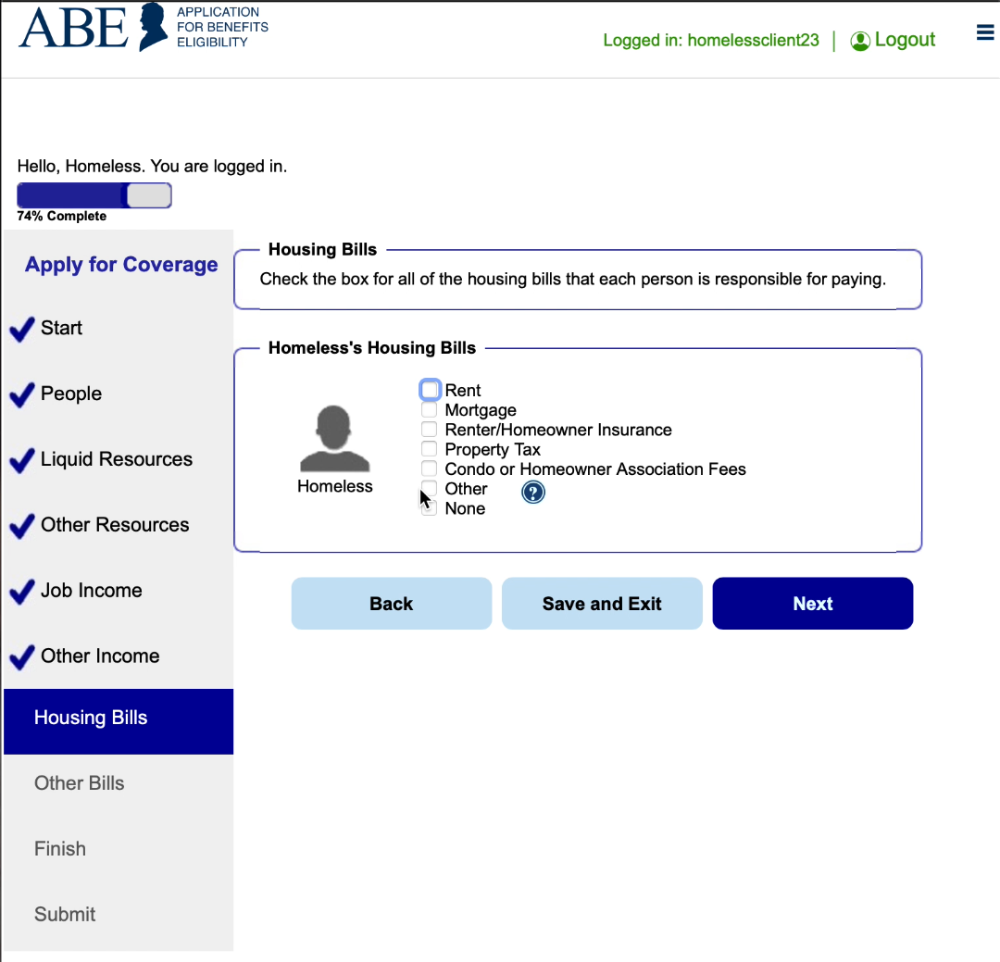 ABE
APPLICATION
FOR BENEFITS
ELIGIBILITY
Logged in: homelessclient23 | Logout
Hello, Homeless. You are logged in.
74% Complete
Apply for Coverage
Start
People
Liquid Resources
Other Resources
Job Income
Other Income
Housing Bills
Other Bills
Finish
Submit
Housing Bills
Check the box for all of the housing bills that each person is responsible for paying.
Homeless's Housing Bills
Homeless
Rent
Mortgage
Renter/Homeowner Insurance
Property Tax
Condo or Homeowner Association Fees
Other ?
None
Back
Save and Exit
Next